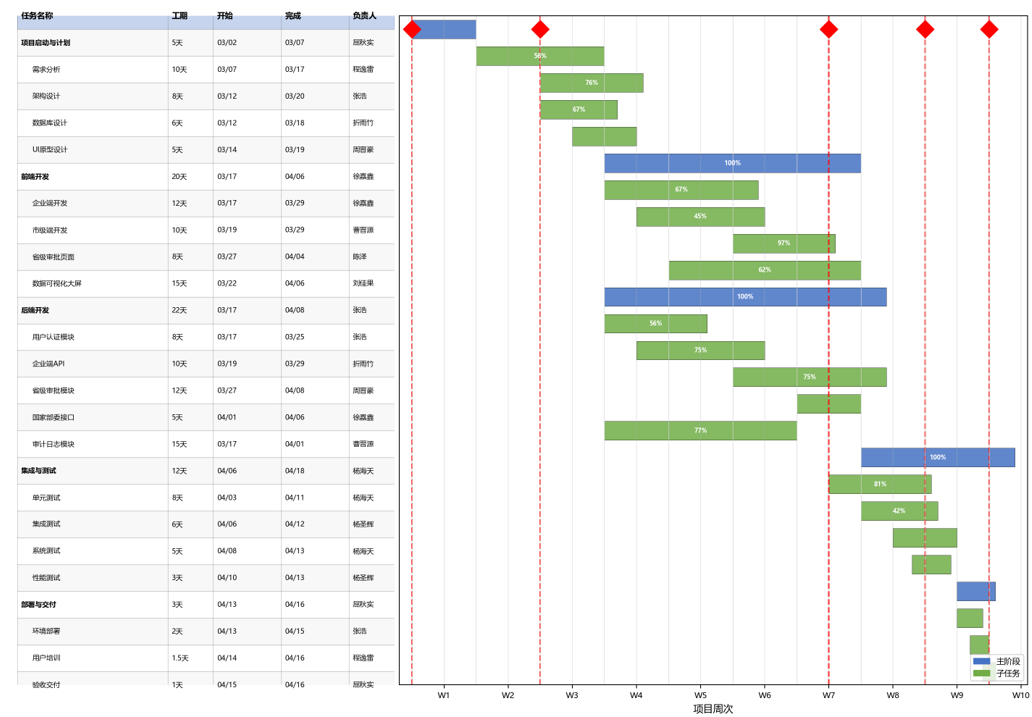 任务名称 工期 开始 完成 负责人
项目启动与计划 5天 03/02 03/07 屈秋实
需求分析 10天 03/07 03/17 程逸雷
架构设计 8天 03/12 03/20 张浩
数据库设计 6天 03/12 03/18 折雨竹
UI原型设计 5天 03/14 03/19 周晋豪
前端开发 20天 03/17 04/06 徐嘉鑫
企业端开发 12天 03/17 03/29 徐嘉鑫
市级端开发 10天 03/19 03/29 曹晋源
省级审批页面 8天 03/27 04/04 陈泽
数据可视化大屏 15天 03/22 04/06 刘佳果
后端开发 22天 03/17 04/08 张浩
用户认证模块 8天 03/17 03/25 张浩
企业端API 10天 03/19 03/29 折雨竹
省级审批模块 12天 03/27 04/08 周晋豪
国家部委接口 5天 04/01 04/06 徐嘉鑫
审计日志模块 15天 03/17 04/01 曹晋源
集成与测试 12天 04/06 04/18 杨海天
单元测试 8天 04/03 04/11 杨海天
集成测试 6天 04/06 04/12 杨圣辉
系统测试 5天 04/08 04/13 杨海天
性能测试 3天 04/10 04/13 杨圣辉
部署与交付 3天 04/13 04/16 屈秋实
环境部署 2天 04/13 04/15 张浩
用户培训 1.5天 04/14 04/16 程逸雷
验收交付 1天 04/15 04/16 屈秋实
56%
76%
67%
100%
67%
45%
97%
62%
100%
56%
75%
75%
77%
100%
81%
42%
主阶段
子任务
W1 W2 W3 W4 W5 W6 W7 W8 W9 W10
项目周次